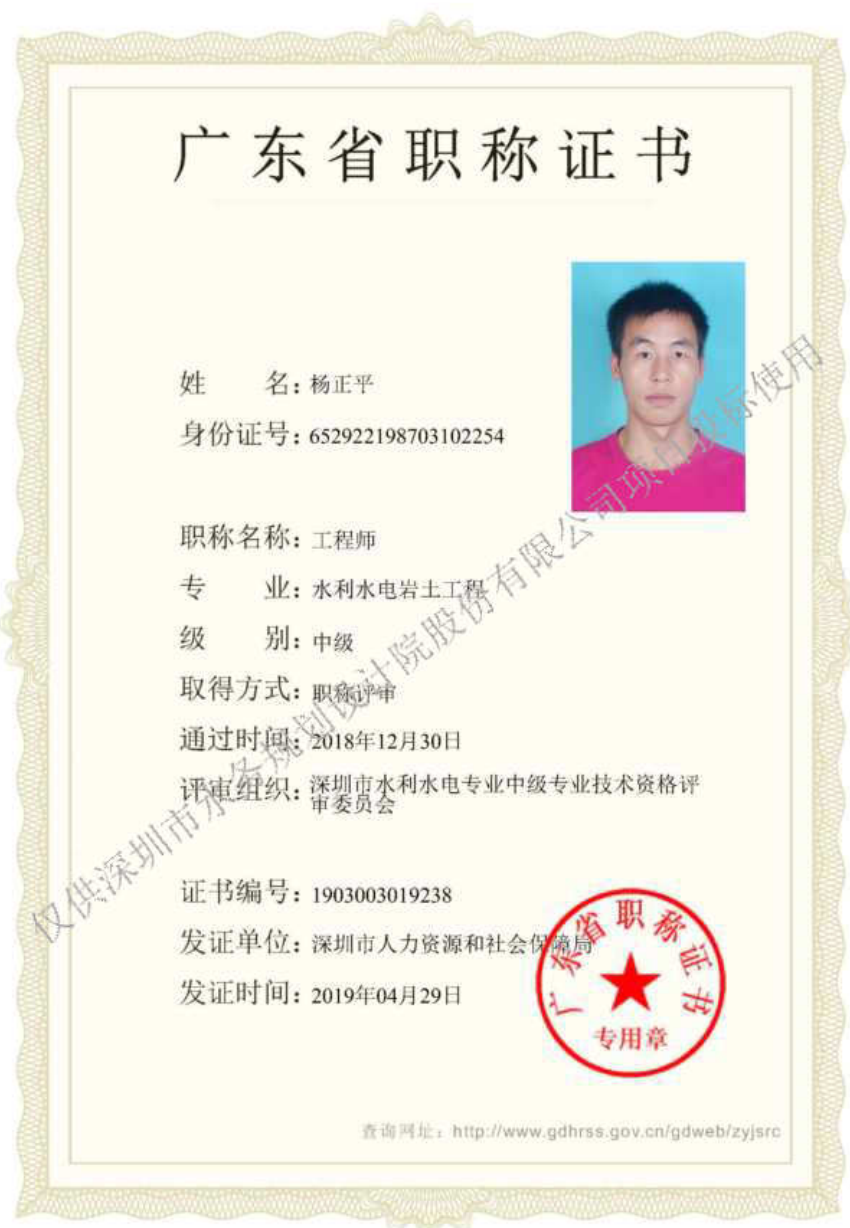 广东省职称证书
姓名：杨正平
身份证号：652922198703102254
职称名称：工程师
专业：水利水电岩土工程
级别：中级
取得方式：职称评审
通过时间：2018年12月30日
评审组织：深圳市水利水电专业中级专业技术资格评
审委员会
证书编号：1903003019238
发证单位：深圳市人力资源和社会保障局
发证时间：2019年04月29日
广东省职称证书
专用章
查询网址：http://www.gdhrss.gov.cn/gdweb/zyjsrc
仅供深圳市水务规划设计院股份有限公司项目投标使用